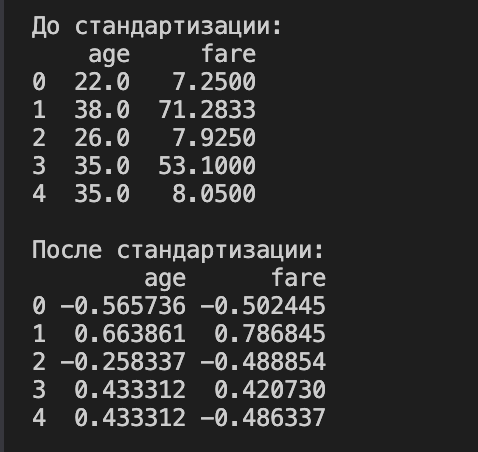 До стандартизации:
age fare
0 22.0 7.2500
1 38.0 71.2833
2 26.0 7.9250
3 35.0 53.1000
4 35.0 8.0500
После стандартизации:
age fare
0 -0.565736 -0.502445
1 0.663861 0.786845
2 -0.258337 -0.488854
3 0.433312 0.420730
4 0.433312 -0.486337